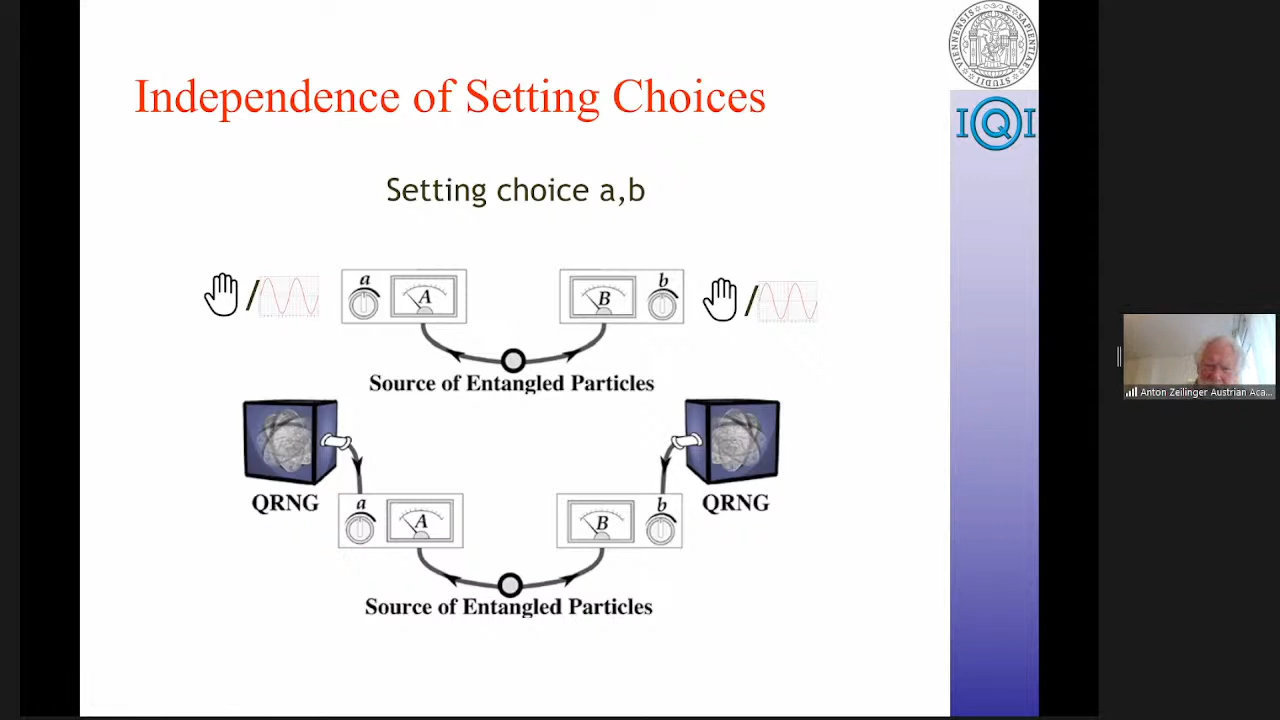 Independence of Setting Choices
IQI
Setting choice a,b
a
A
B
b
Source of Entangled Particles
QRNG
QRNG
a
A
B
b
Source of Entangled Particles
Anton Zeilinger Austrian Aca...